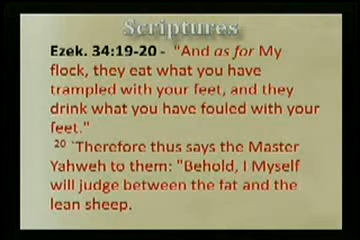 Scriptures
Ezek. 34:19-20 - "And as for My
flock, they eat what you have
trampled with your feet, and they
drink what you have fouled with your
feet."
20 `Therefore thus says the Master
Yahweh to them: "Behold, I Myself
will judge between the fat and the
lean sheep.